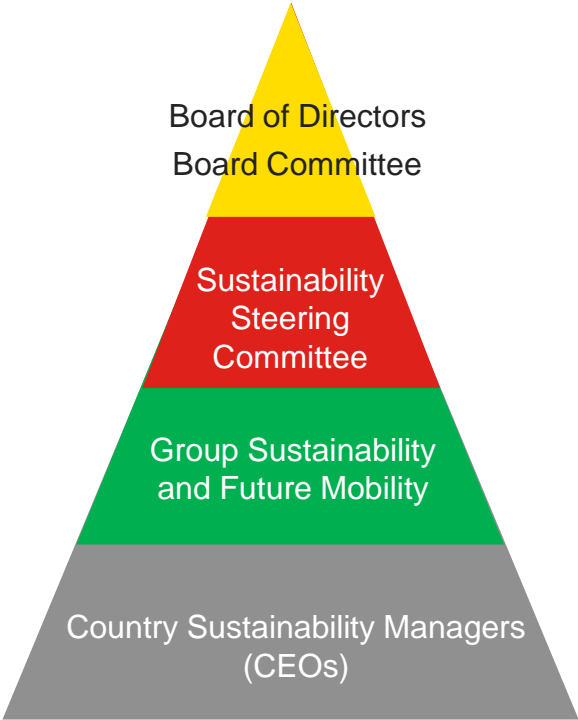 Board of Directors
Board Committee
Sustainability
Steering
Committee
Group Sustainability
and Future Mobility
Country Sustainability Managers
(CEOs)